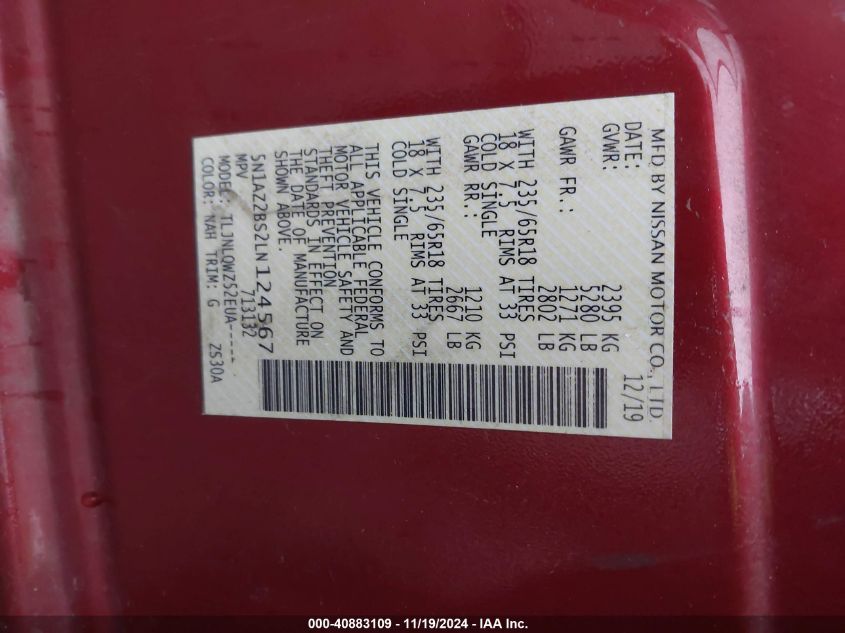 MFD BY NISSAN MOTOR CO., LTD.
DATE: 12/19
GVWR: 2395 KG
5280 LB
GAWR FR.: 1271 KG
2802 LB
WITH 235/65R18 TIRES
18 X 7.5 RIMS AT 33 PSI
COLD SINGLE
GAWR RR.: 1210 KG
2667 LB
WITH 235/65R18 TIRES
18 X 7.5 RIMS AT 33 PSI
COLD SINGLE
THIS VEHICLE CONFORMS TO
ALL APPLICABLE FEDERAL
MOTOR VEHICLE SAFETY AND
THEFT PREVENTION
STANDARDS IN EFFECT ON
THE DATE OF MANUFACTURE
SHOWN ABOVE.
5N1AZ2BS2LN124567
MPV 713132
MODEL: TLJNLQWZ52EUA-----
COLOR: NAH TRIM: G Z530A
000-40883109 - 11/19/2024 - IAA Inc.